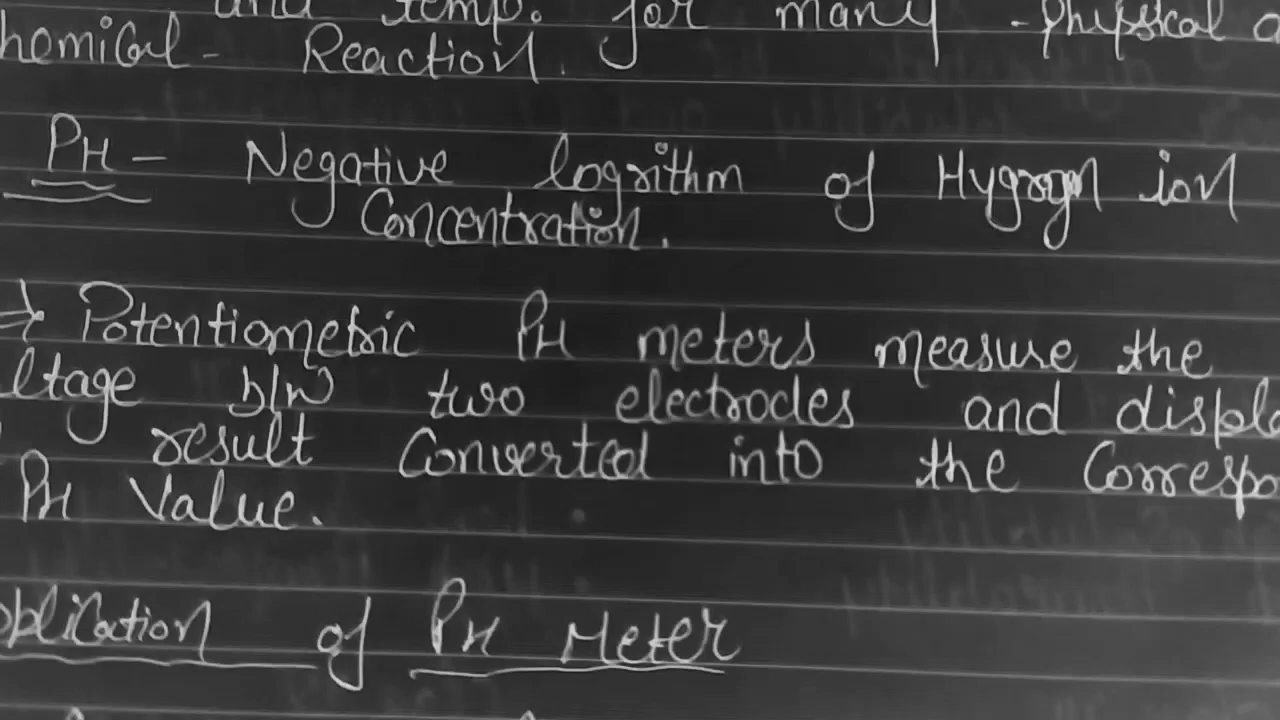 and temp. for many - physical a
hemical - Reaction.
PH - Negative logrithm of Hygrogn ion
Concentration.
⇒ Potentiometric PH meters measure the
ltage b/w two electrodes and displa
result Converted into the Correspo
PH Value.
pplication of PH Meter